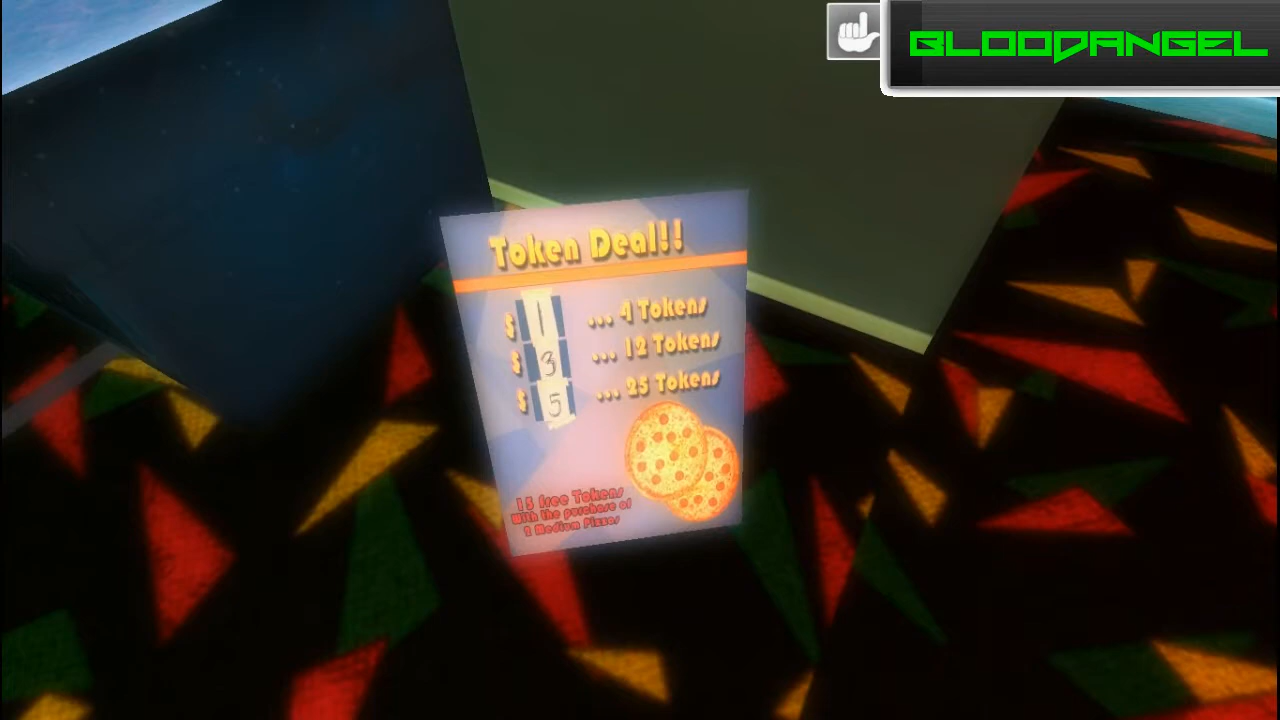 BLOODANGEL
Token Deal!!
$ 1 ... 4 Tokens
$ 3 ... 12 Tokens
$ 5 ... 25 Tokens
15 free Tokens
With the purchase of
2 Medium Pizzas